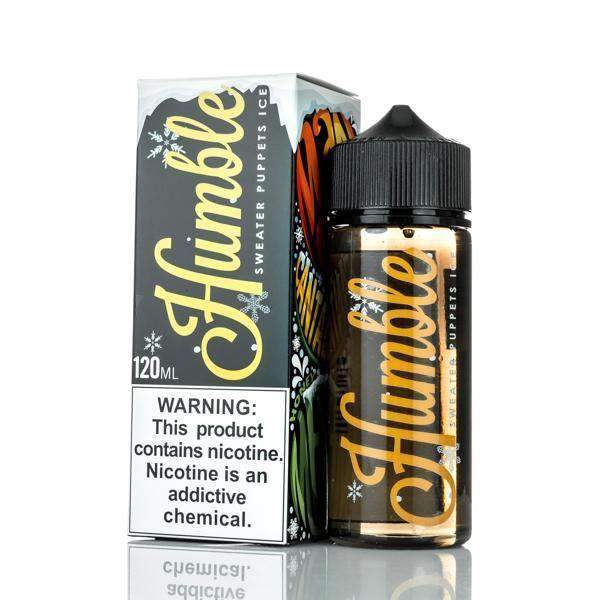 Humble
SWEATER PUPPETS ICE
120ML
WARNING:
This product
contains nicotine.
Nicotine is an
addictive
chemical.
Humble
SWEATER PUPPETS ICE